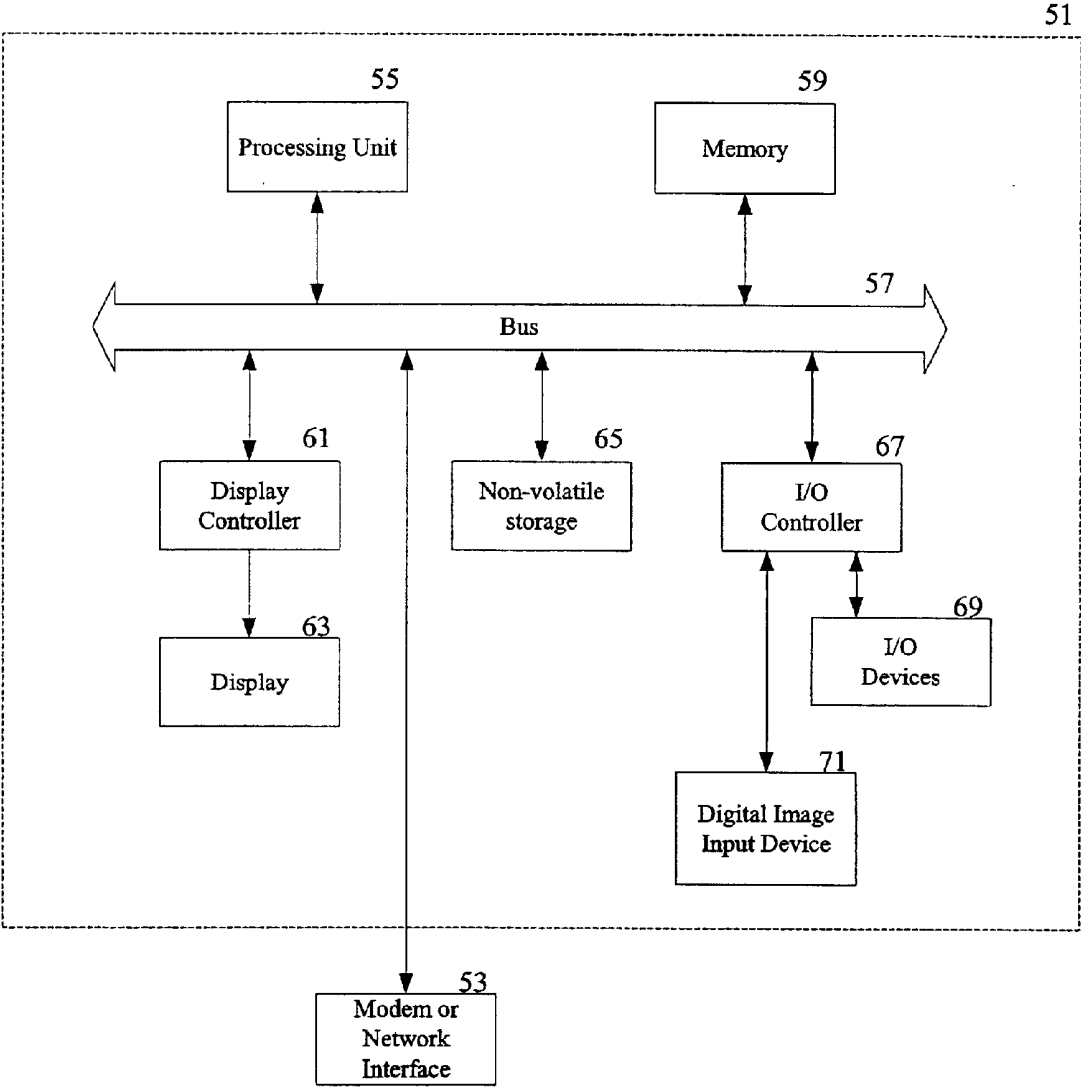 51
55
59
Processing Unit
Memory
57
Bus
61
65
67
Display
Controller
Non-volatile
storage
I/O
Controller
63
69
Display
I/O
Devices
71
Digital Image
Input Device
53
Modem or
Network
Interface